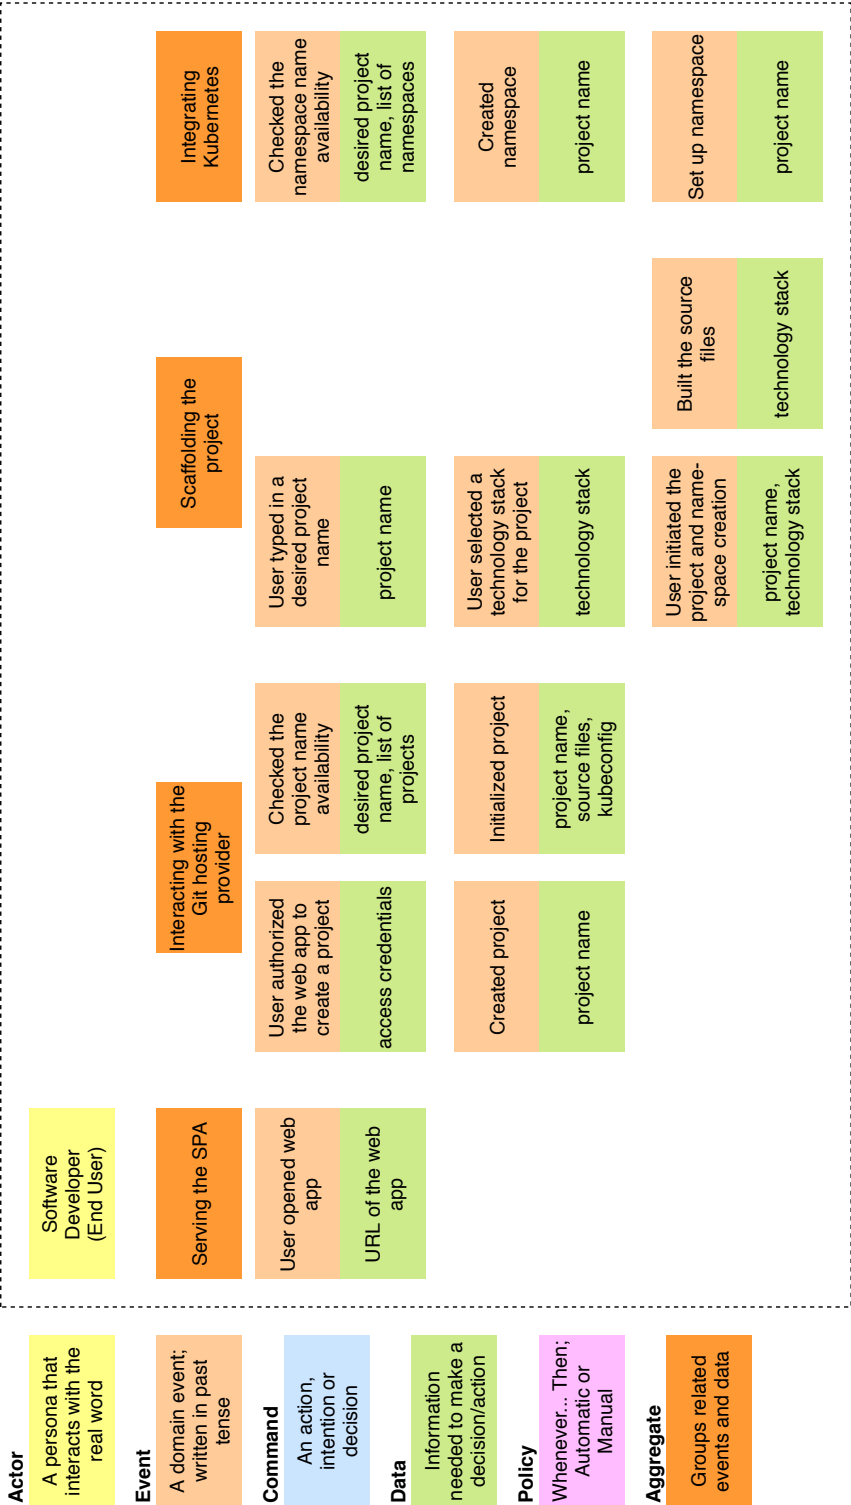 Actor
A persona that
interacts with the
real word
Event
A domain event;
written in past
tense
Command
An action,
intention or
decision
Data
Information
needed to make a
decision/action
Policy
Whenever... Then;
Automatic or
Manual
Aggregate
Groups related
events and data
Software
Developer
(End User)
Serving the SPA
User opened web
app
URL of the web
app
Interacting with the
Git hosting
provider
User authorized
the web app to
create a project
access credentials
Checked the
project name
availability
desired project
name, list of
projects
Created project
project name
Initialized project
project name,
source files,
kubeconfig
Scaffolding the
project
User typed in a
desired project
name
project name
User selected a
technology stack
for the project
technology stack
User initiated the
project and name-
space creation
project name,
technology stack
Built the source
files
technology stack
Integrating
Kubernetes
Checked the
namespace name
availability
desired project
name, list of
namespaces
Created
namespace
project name
Set up namespace
project name